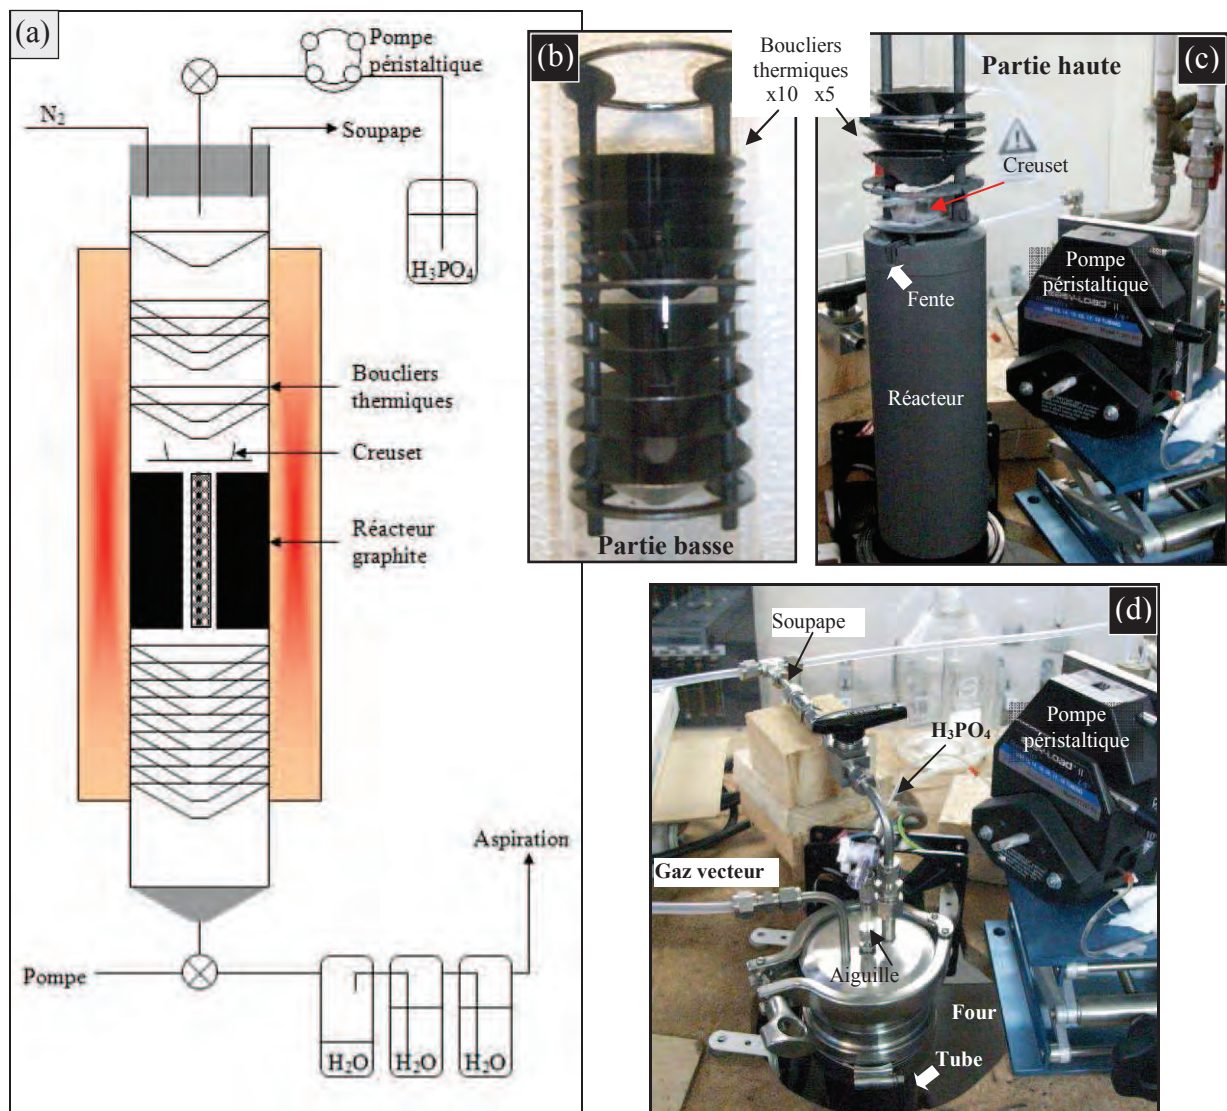 (a)
Pompe
péristaltique
N2
Soupape
H3PO4
Boucliers
thermiques
Creuset
Réacteur
graphite
Aspiration
Pompe
H2O
H2O
H2O
(b)
Boucliers
thermiques
x10 x5
Partie basse
(c)
Partie haute
Creuset
Pompe
péristaltique
Fente
Réacteur
(d)
Soupape
H3PO4
Pompe
péristaltique
Gaz vecteur
Aiguille
Four
Tube